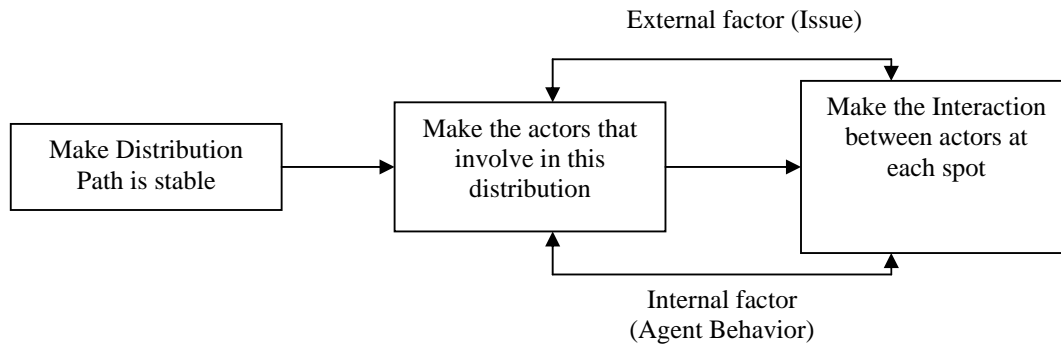 External factor (Issue)
Make Distribution
Path is stable
Make the actors that
involve in this
distribution
Make the Interaction
between actors at
each spot
Internal factor
(Agent Behavior)